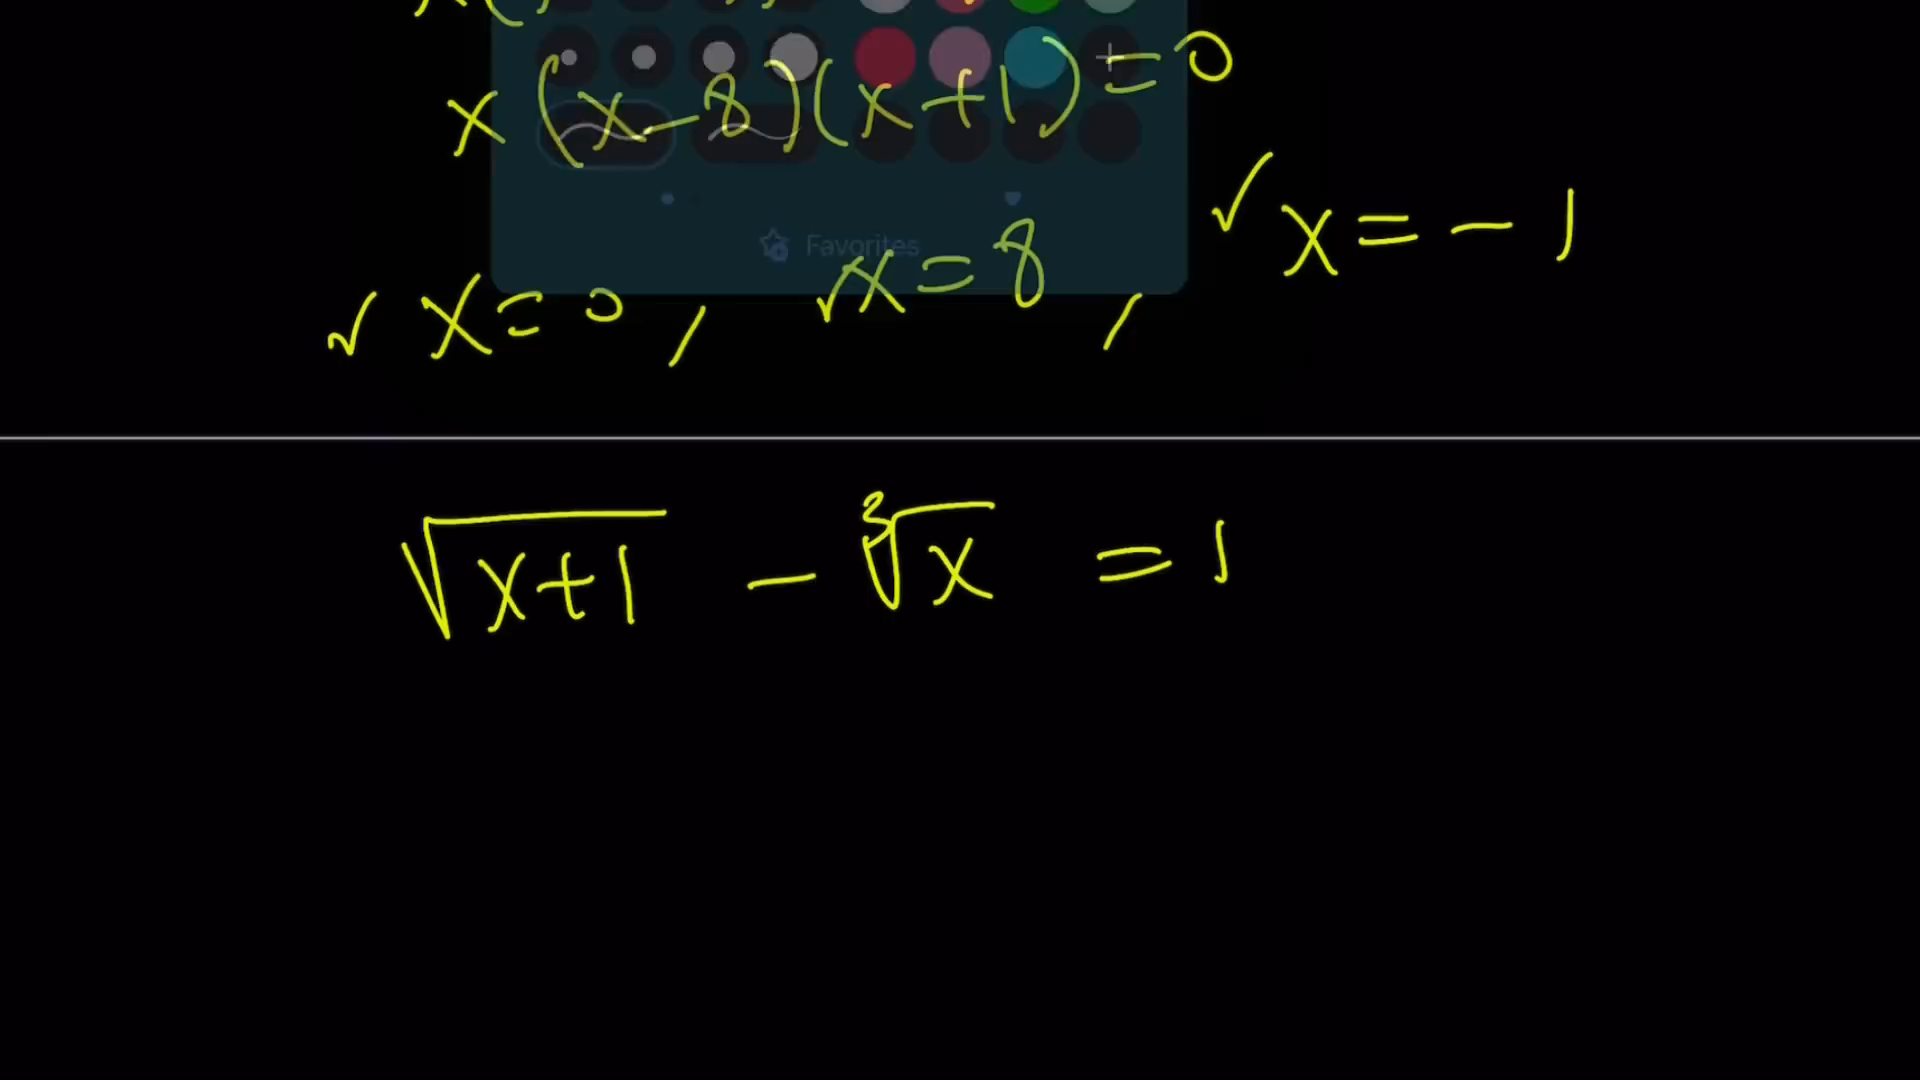 x (x-8)(x+1) = 0
√ x = 0, √ x = 8, √ x = - 1
Favorites
√(x+1) - ∛x = 1